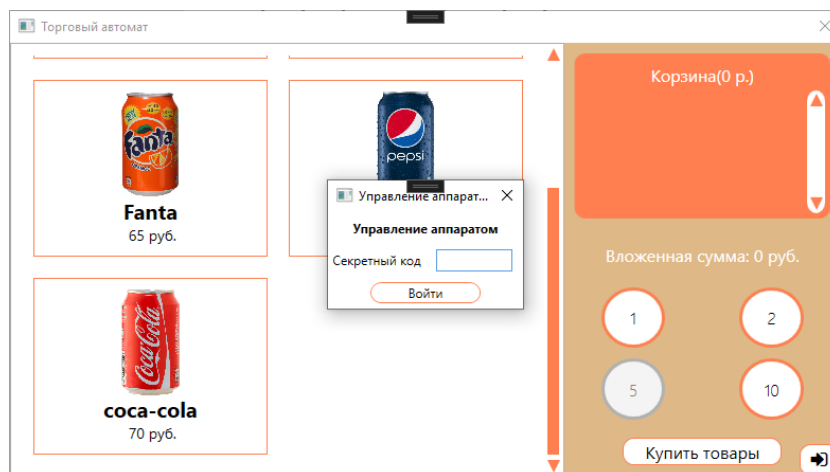 Торговый автомат
Fanta
Fanta
65 руб.
pepsi
Coca-Cola
coca-cola
70 руб.
Управление аппарат...
Управление аппаратом
Секретный код
Войти
Корзина(0 р.)
Вложенная сумма: 0 руб.
1
2
5
10
Купить товары